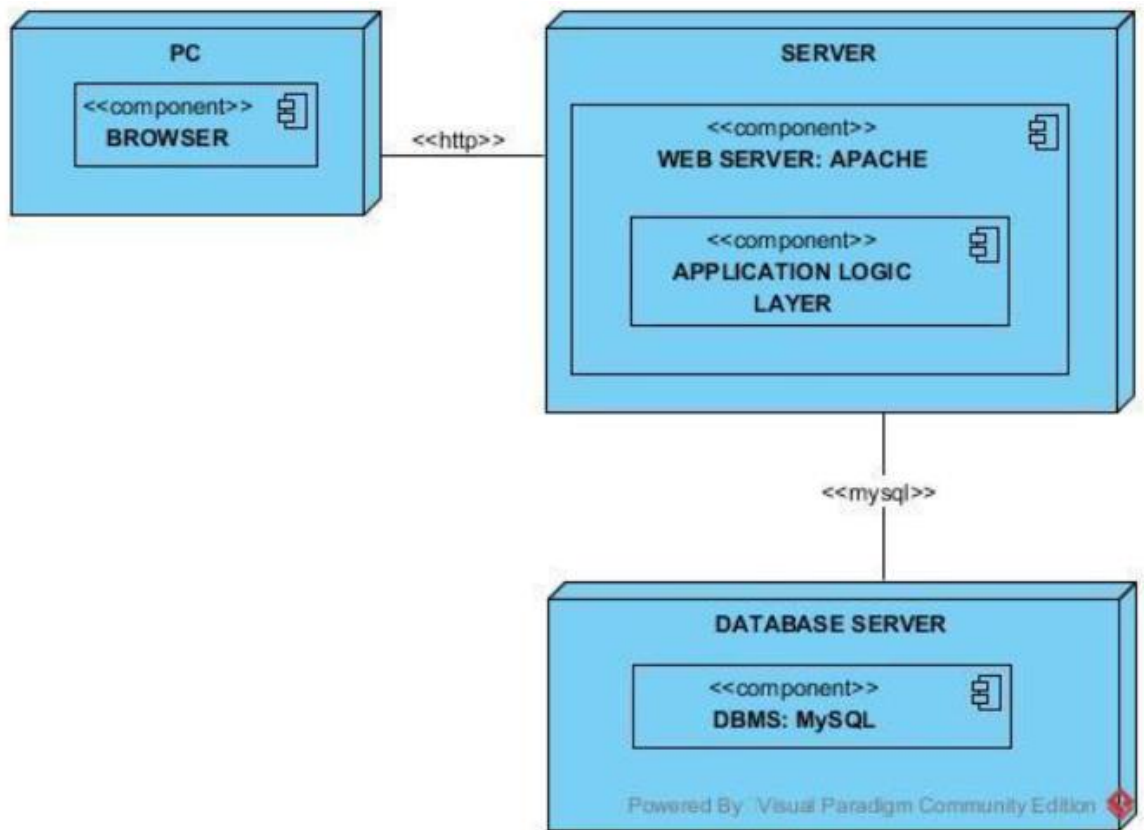 PC
<<component>>
BROWSER
<<http>>
SERVER
<<component>>
WEB SERVER: APACHE
<<component>>
APPLICATION LOGIC
LAYER
<<mysql>>
DATABASE SERVER
<<component>>
DBMS: MySQL
Powered By Visual Paradigm Community Edition